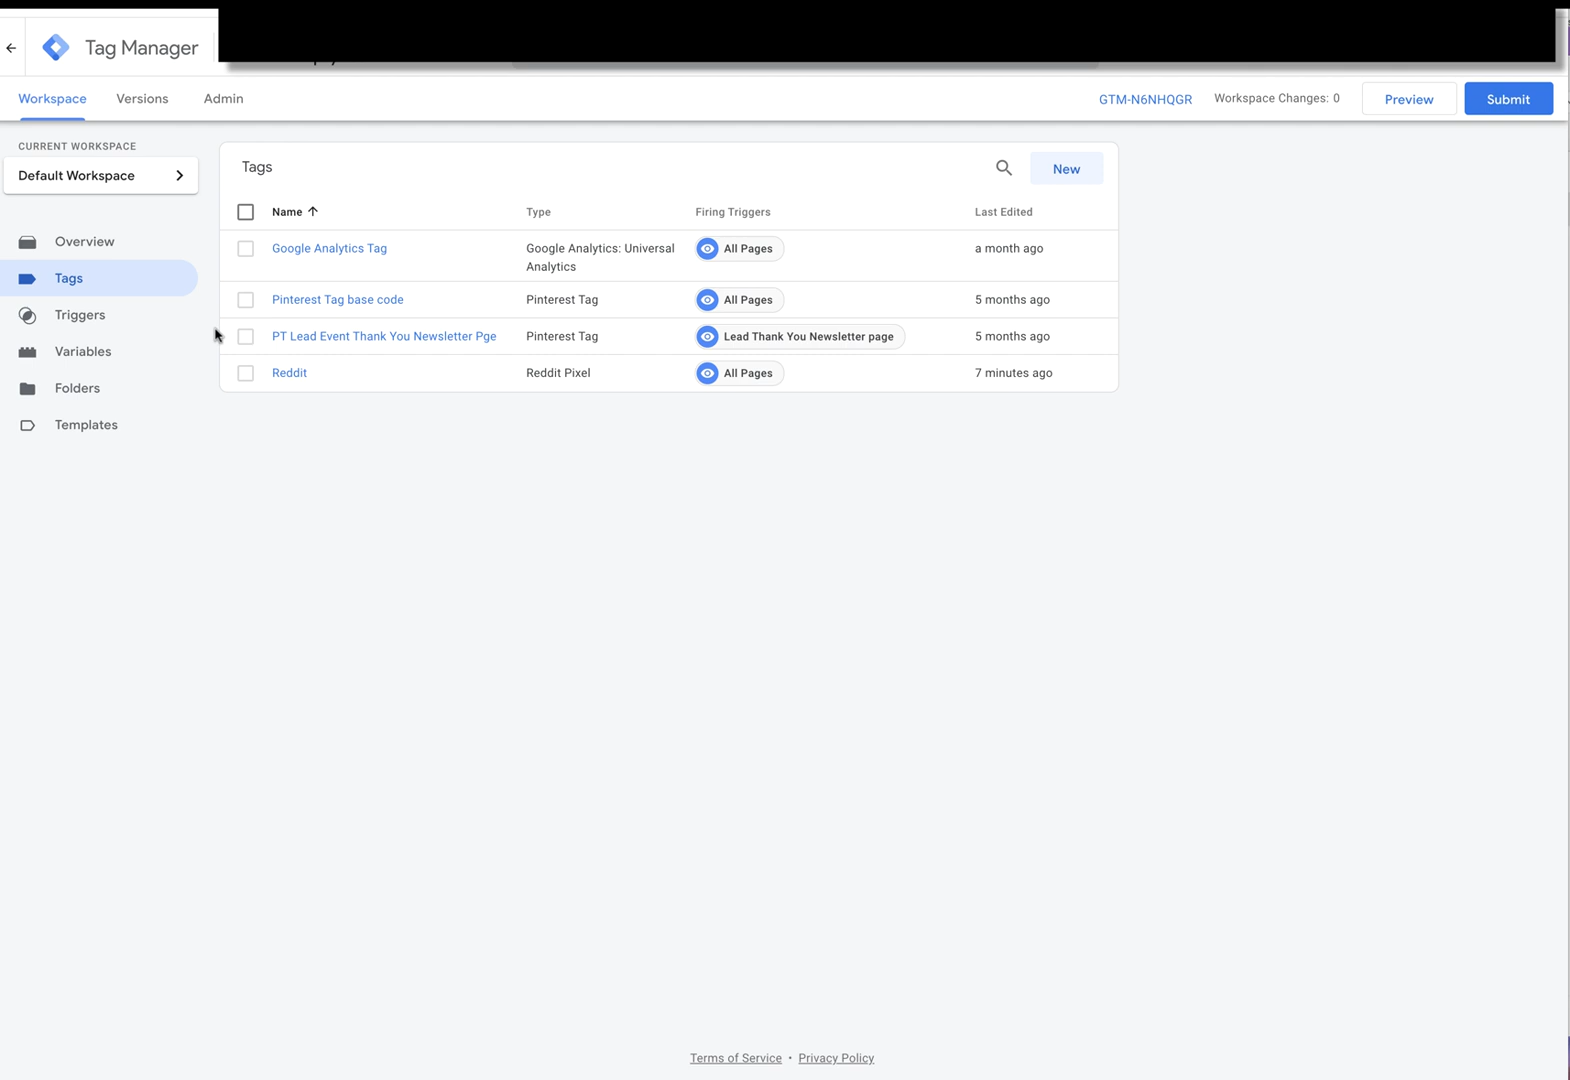 Tag Manager
Workspace Versions Admin GTM-N6NHQGR Workspace Changes: 0 Preview Submit
CURRENT WORKSPACE
Default Workspace
Overview
Tags
Triggers
Variables
Folders
Templates
Tags New
Name Type Firing Triggers Last Edited
Google Analytics Tag Google Analytics: Universal All Pages a month ago
Analytics
Pinterest Tag base code Pinterest Tag All Pages 5 months ago
PT Lead Event Thank You Newsletter Pge Pinterest Tag Lead Thank You Newsletter page 5 months ago
Reddit Reddit Pixel All Pages 7 minutes ago
Terms of Service • Privacy Policy